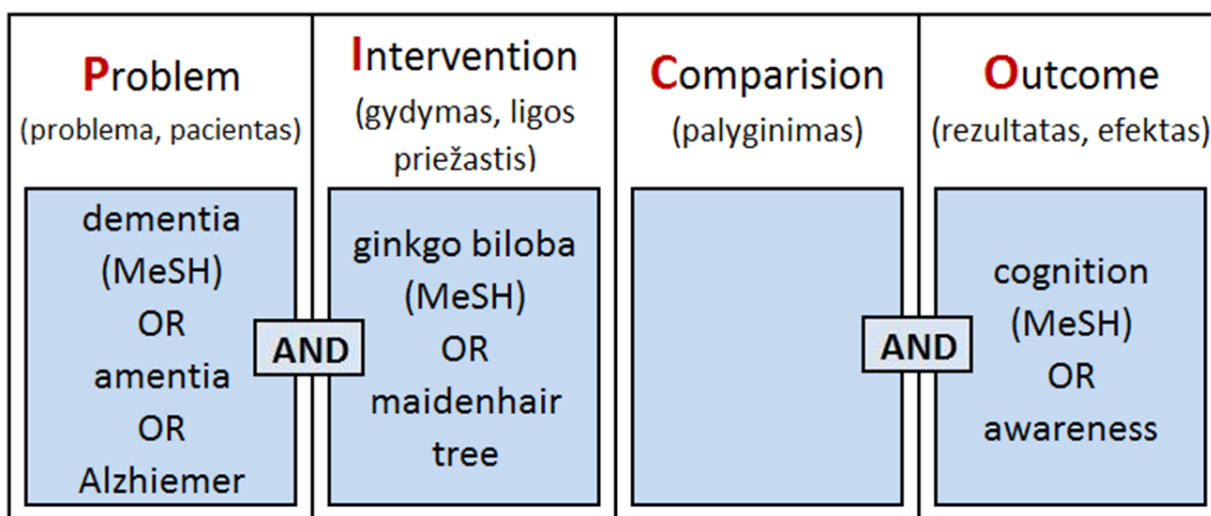 Problem
(problema, pacientas)
dementia
(MeSH)
OR
amentia
OR
Alzhiemer
AND
Intervention
(gydymas, ligos
priežastis)
ginkgo biloba
(MeSH)
OR
maidenhair
tree
Comparision
(palyginimas)
AND
Outcome
(rezultatas, efektas)
cognition
(MeSH)
OR
awareness